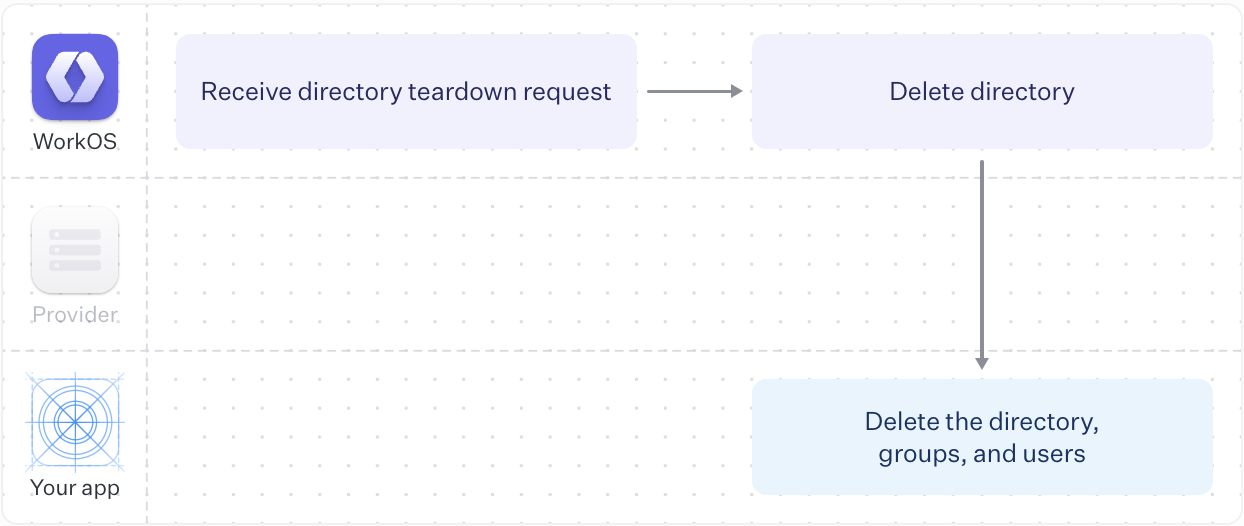 Receive directory teardown request
Delete directory
WorkOS
Provider
Delete the directory,
groups, and users
Your app